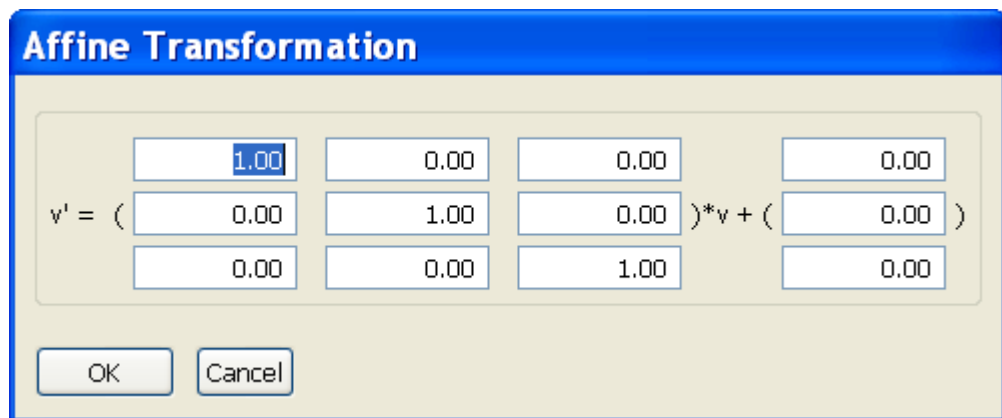 Affine Transformation
1.00 0.00 0.00 0.00
v' = ( 0.00 1.00 0.00 )*v + ( 0.00 )
0.00 0.00 1.00 0.00
OK Cancel